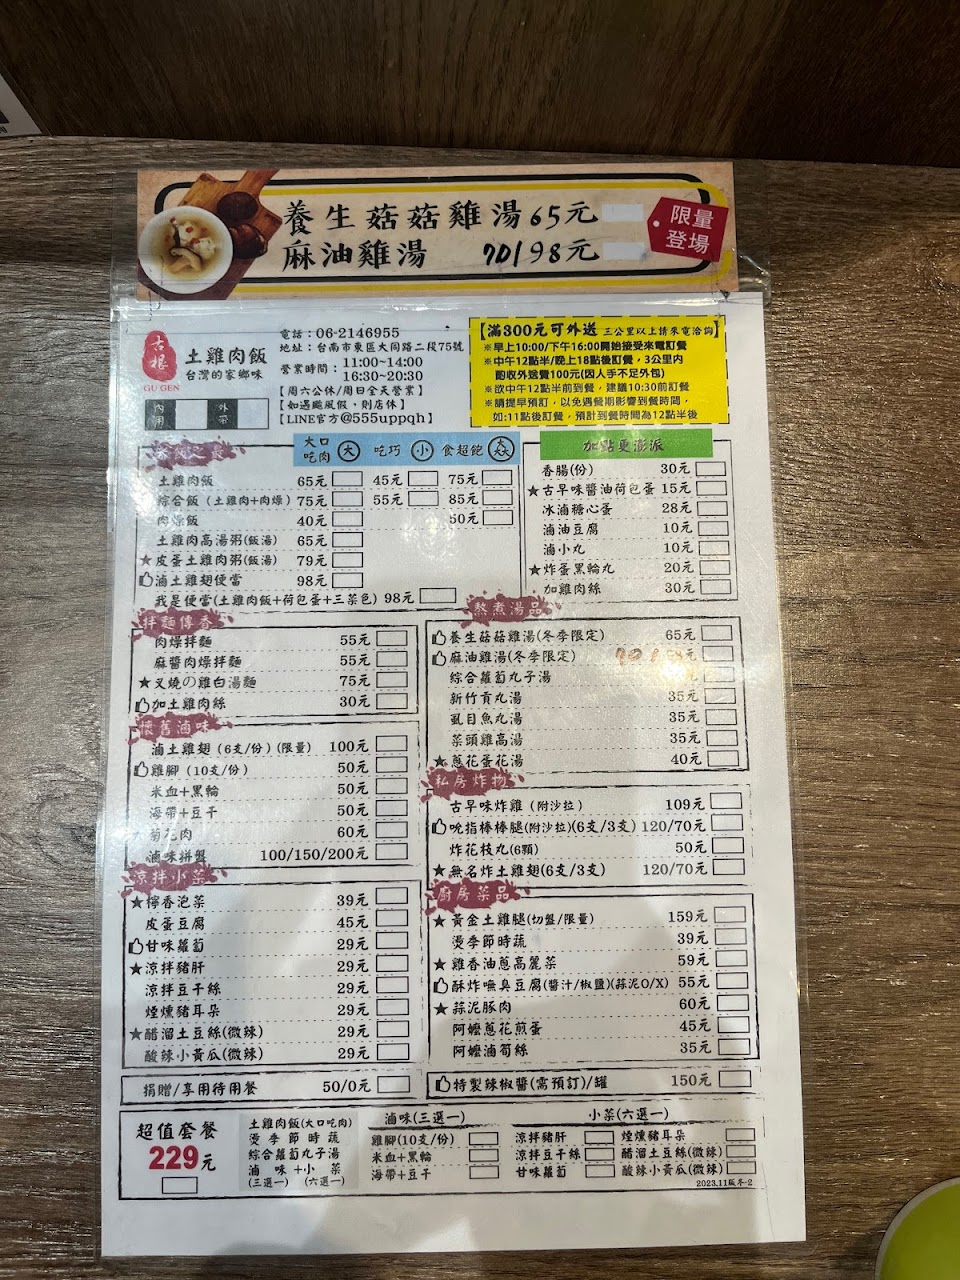 養生菇菇雞湯65元
麻油雞湯 70/98元
限量
登場
古根
GU GEN
土雞肉飯
台灣的家鄉味
內用
外帶
電話：06-2146955
地址：台南市東區大同路二段75號
營業時間：11:00~14:00
16:30~20:30
【周六公休/周日全天營業】
【如遇颱風假、則店休】
【LINE官方@555uppqh】
【滿300元可外送 三公里以上請來電洽詢】
※早上10:00/下午16:00開始接受來電訂餐
※中午12點半/晚上18點後訂餐，3公里內
酌收外送費100元(因人手不足外包)
※欲中午12點半前到餐，建議10:30前訂餐
※請提早預訂，以免遇餐期影響到餐時間，
如:11點後訂餐，預計到餐時間為12點半後
大口吃肉 大 吃巧 小 食超飽
土雞肉飯 65元 45元 75元
綜合飯（土雞肉+肉燥）75元 55元 85元
肉燥飯 40元 50元
土雞肉高湯粥(飯湯) 65元
★皮蛋土雞肉粥(飯湯) 79元
滷土雞翅便當 98元
我是便當(土雞肉飯+荷包蛋+三菜色) 98元
加點更澎派
香腸(份) 30元
★古早味醬油荷包蛋 15元
冰滷糖心蛋 28元
滷油豆腐 10元
滷小丸 10元
★炸蛋黑輪丸 20元
加雞肉絲 30元
拌麵傳香
肉燥拌麵 55元
麻醬肉燥拌麵 55元
★叉燒の雞白湯麵 75元
加土雞肉絲 30元
熬煮湯品
養生菇菇雞湯(冬季限定) 65元
麻油雞湯(冬季限定) 70/98元
綜合蘿蔔丸子湯 元
新竹貢丸湯 35元
虱目魚丸湯 35元
菜頭雞高湯 35元
★蔥花蛋花湯 40元
懷舊滷味
滷土雞翅（6支/份）(限量) 100元
雞腳（10支/份） 50元
米血+黑輪 50元
海帶+豆干 50元
菊花肉 60元
滷味拼盤 100/150/200元
私房炸物
古早味炸雞（附沙拉） 109元
吮指棒棒腿(附沙拉)(6支/3支) 120/70元
炸花枝丸(6顆) 50元
★無名炸土雞翅(6支/3支) 120/70元
涼拌小菜
★檸香泡菜 39元
皮蛋豆腐 45元
甘味蘿蔔 29元
★涼拌豬肝 29元
涼拌豆干絲 29元
煙燻豬耳朵 29元
★醋溜土豆絲(微辣) 29元
酸辣小黃瓜(微辣) 29元
廚房菜品
★黃金土雞腿(切盤/限量) 159元
燙季節時蔬 39元
★雞香油蔥高麗菜 59元
酥炸嘸臭豆腐(醬汁/椒鹽)(蒜泥O/X) 55元
★蒜泥豚肉 60元
阿嬤蔥花煎蛋 45元
阿嬤滷筍絲 35元
捐贈/享用待用餐 50/0元
特製辣椒醬(需預訂)/罐 150元
超值套餐
229元
土雞肉飯(大口吃肉)
燙季節時蔬
綜合蘿蔔丸子湯
滷味+小菜
(三選一) (六選一)
滷味(三選一)
雞腳(10支/份)
米血+黑輪
海帶+豆干
小菜(六選一)
涼拌豬肝 煙燻豬耳朵
涼拌豆干絲 醋溜土豆絲(微辣)
甘味蘿蔔 酸辣小黃瓜(微辣)
2023.11版冬-2